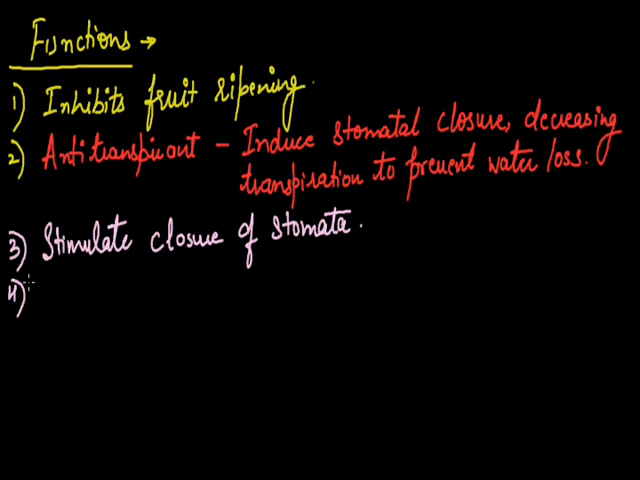 Functions →
1) Inhibits fruit ripening.
2) Antitranspirant - Induce stomatal closure, decreasing
transpiration to prevent water loss.
3) Stimulate closure of stomata.
4)